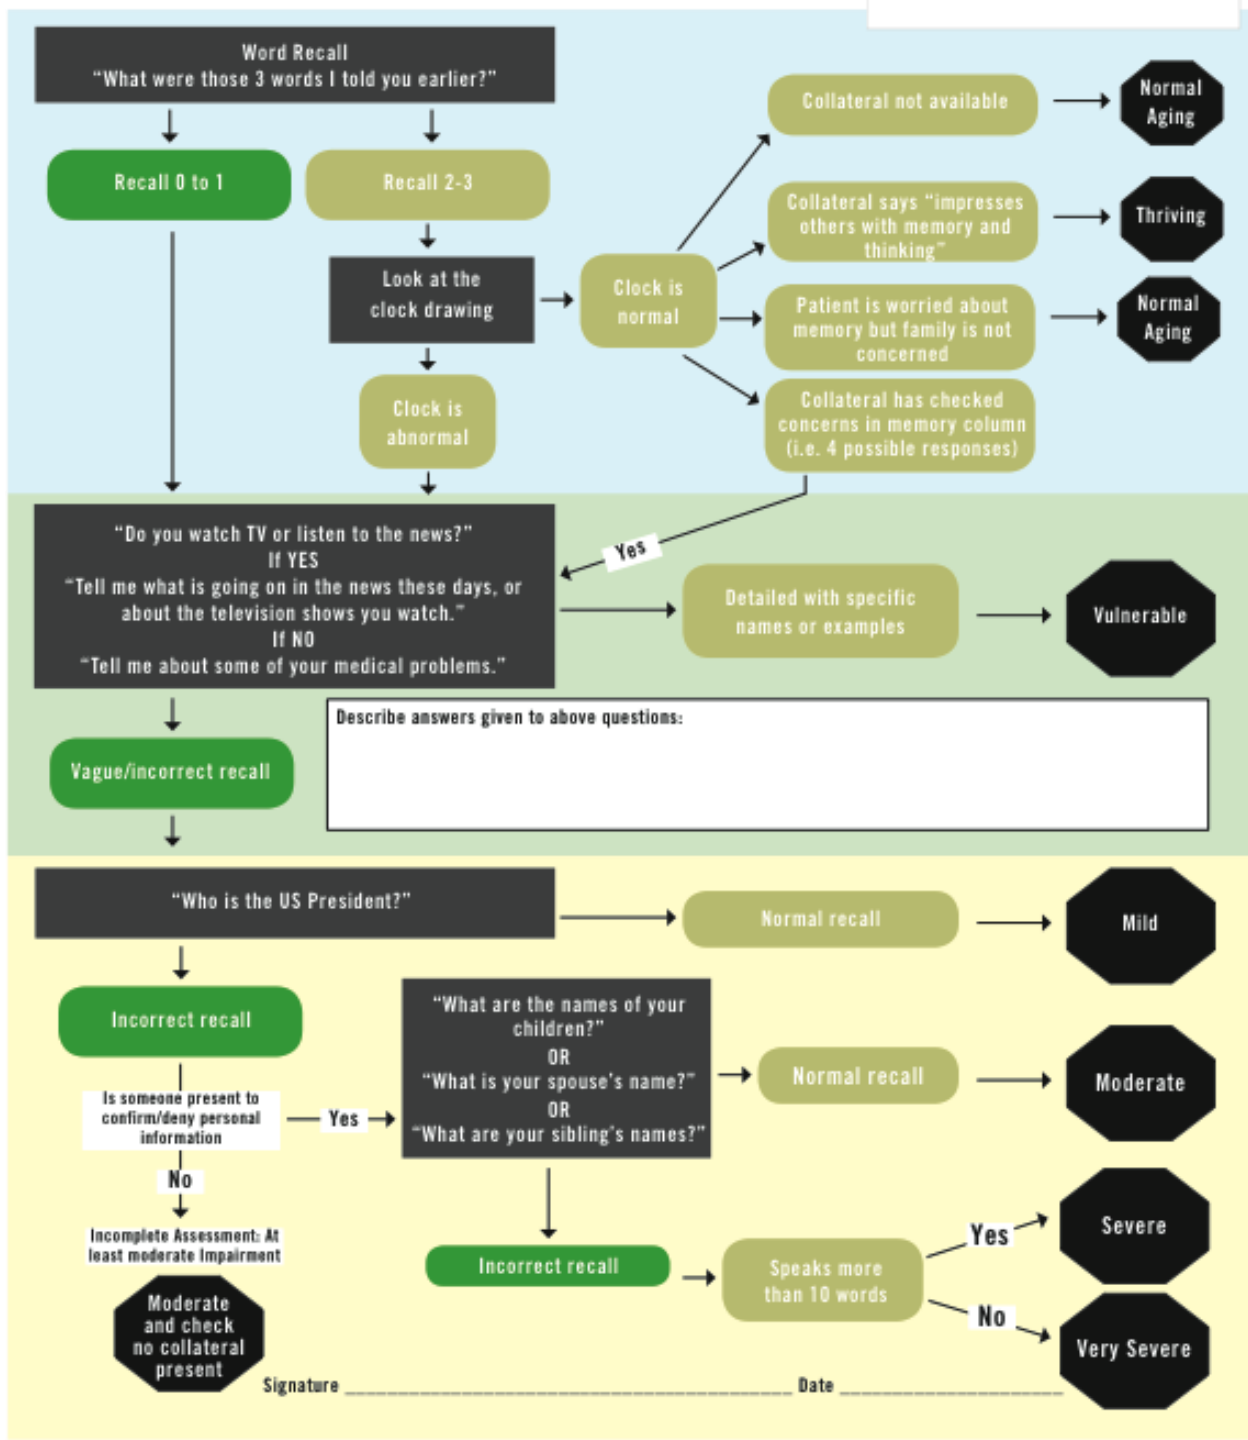 Word Recall
“What were those 3 words I told you earlier?”
Recall 0 to 1
Recall 2-3
Look at the
clock drawing
Clock is
normal
Clock is
abnormal
Collateral not available
Normal
Aging
Collateral says “impresses
others with memory and
thinking”
Thriving
Patient is worried about
memory but family is not
concerned
Normal
Aging
Collateral has checked
concerns in memory column
(i.e. 4 possible responses)
Yes
“Do you watch TV or listen to the news?”
If YES
“Tell me what is going on in the news these days, or
about the television shows you watch.”
If NO
“Tell me about some of your medical problems.”
Detailed with specific
names or examples
Vulnerable
Describe answers given to above questions:
Vague/incorrect recall
“Who is the US President?”
Normal recall
Mild
Incorrect recall
Is someone present to
confirm/deny personal
information
Yes
“What are the names of your
children?”
OR
“What is your spouse's name?”
OR
“What are your sibling's names?”
Normal recall
Moderate
No
Incomplete Assessment: At
least moderate Impairment
Moderate
and check
no collateral
present
Incorrect recall
Speaks more
than 10 words
Yes
Severe
No
Very Severe
Signature
Date